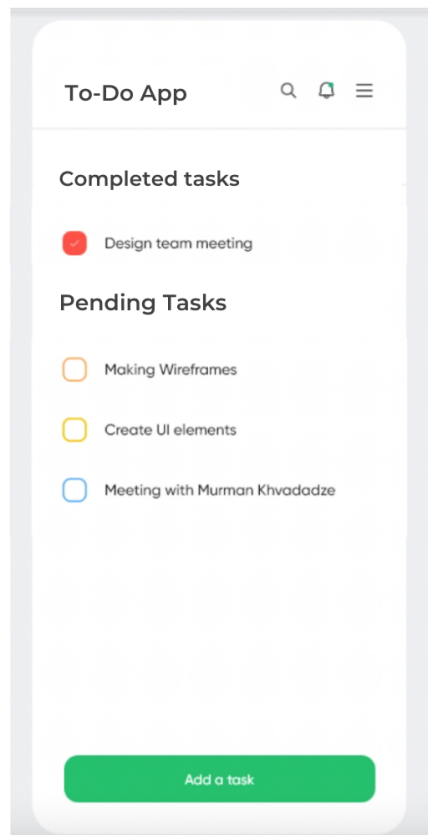 To-Do App
Completed tasks
Design team meeting
Pending Tasks
Making Wireframes
Create UI elements
Meeting with Murman Khvadadze
Add a task